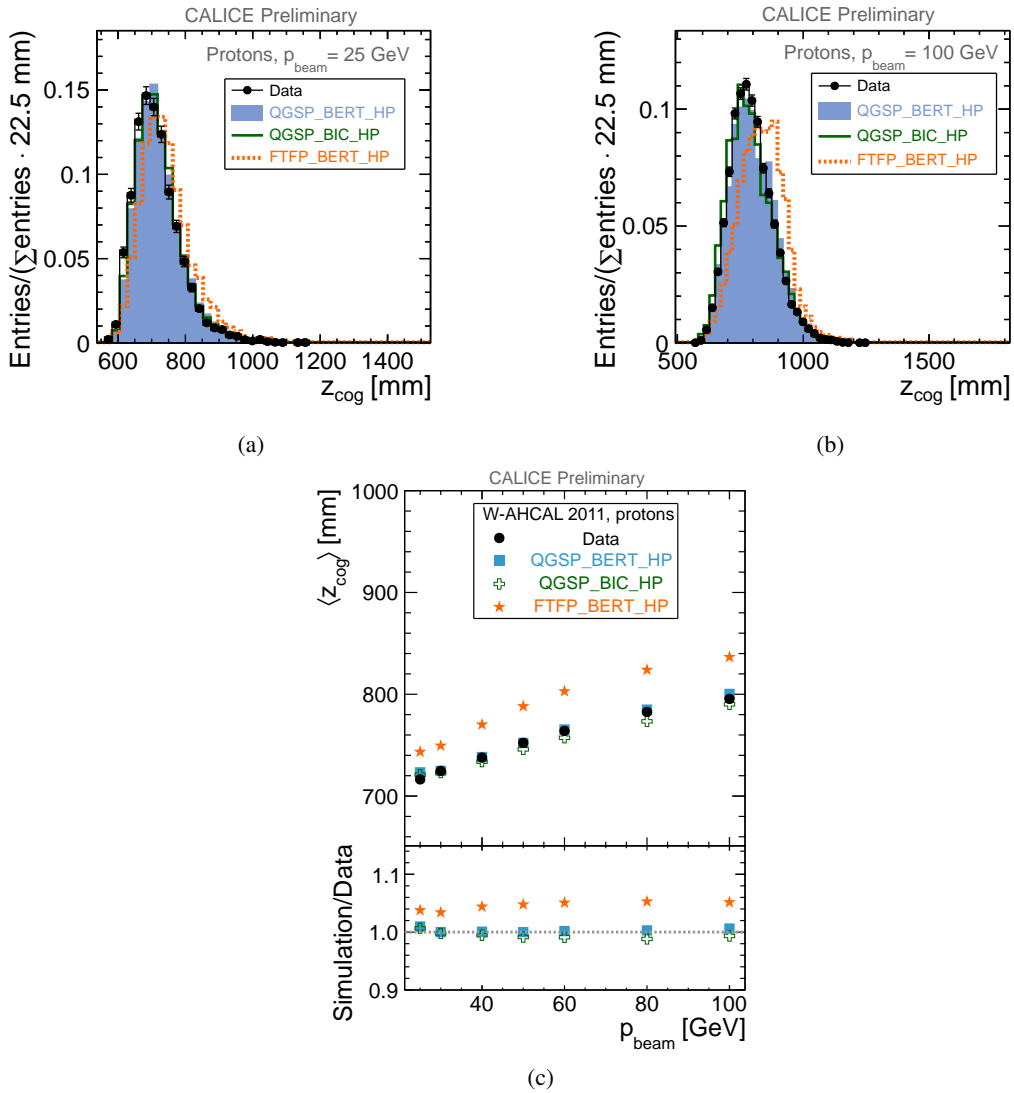 CALICE Preliminary
Protons, p_beam = 25 GeV
Data
QGSP_BERT_HP
QGSP_BIC_HP
FTFP_BERT_HP
Entries/(∑entries · 22.5 mm)
0.15
0.1
0.05
0
600 800 1000 1200 1400
z_cog [mm]
(a)
CALICE Preliminary
Protons, p_beam = 100 GeV
Data
QGSP_BERT_HP
QGSP_BIC_HP
FTFP_BERT_HP
Entries/(∑entries · 22.5 mm)
0.1
0.05
0
500 1000 1500
z_cog [mm]
(b)
CALICE Preliminary
W-AHCAL 2011, protons
Data
QGSP_BERT_HP
QGSP_BIC_HP
FTFP_BERT_HP
⟨z_cog⟩ [mm]
1000
900
800
700
Simulation/Data
1.1
1.0
0.9
40 60 80 100
p_beam [GeV]
(c)